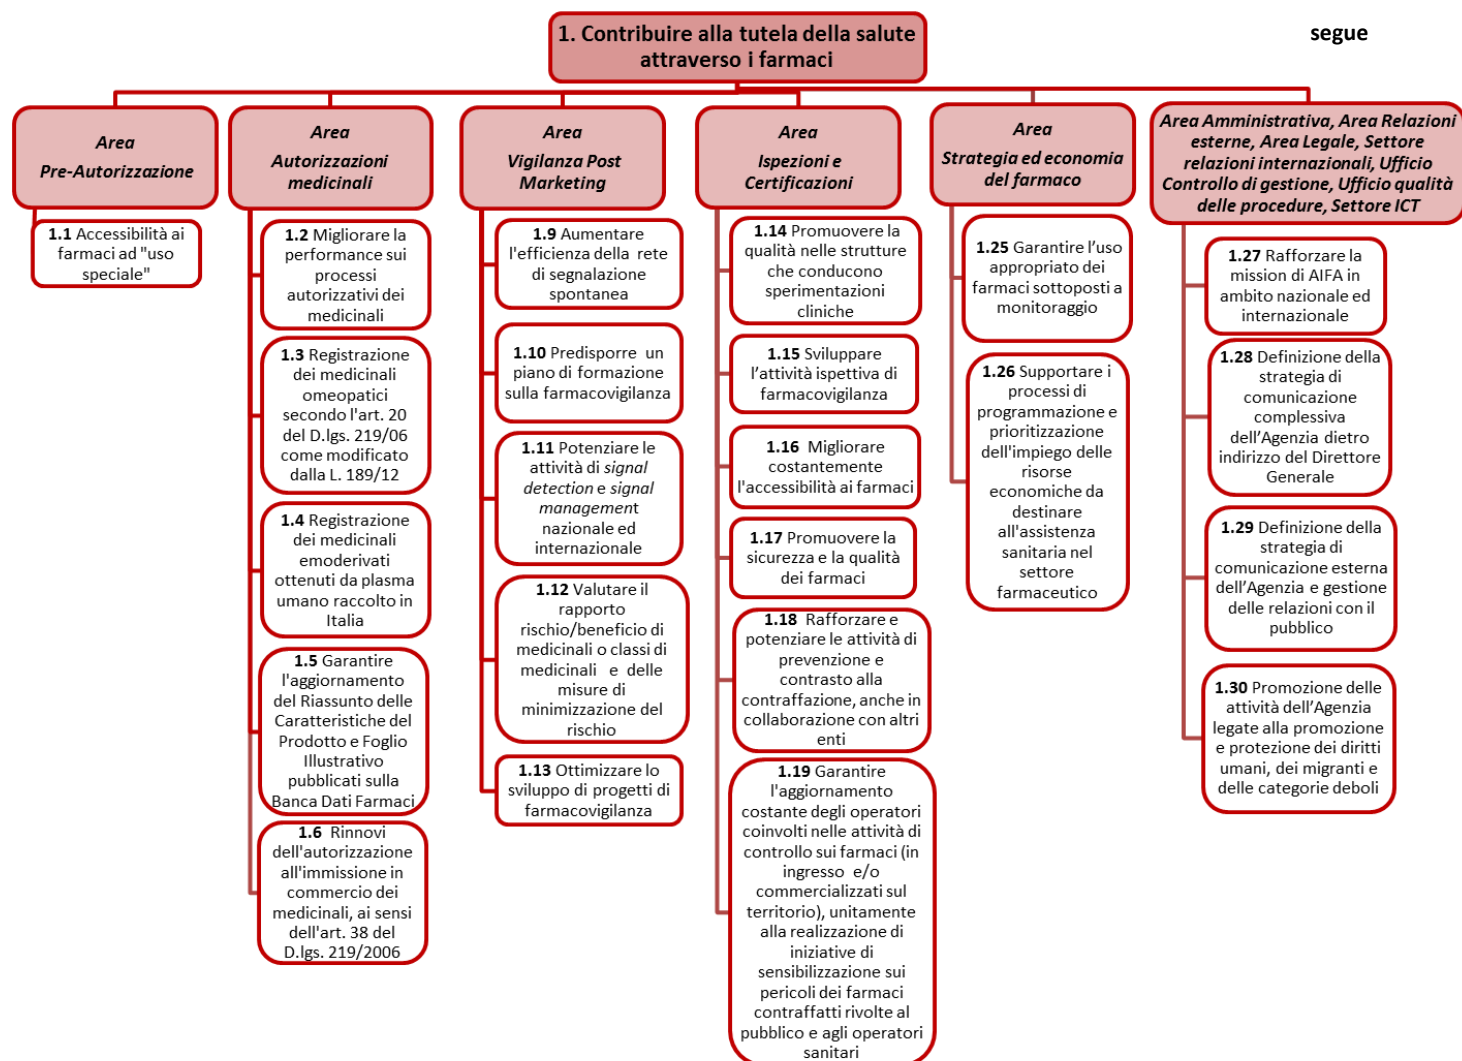 1. Contribuire alla tutela della salute
attraverso i farmaci
segue
Area
Pre-Autorizzazione
1.1 Accessibilità ai
farmaci ad "uso
speciale"
Area
Autorizzazioni
medicinali
1.2 Migliorare la
performance sui
processi
autorizzativi dei
medicinali
1.3 Registrazione
dei medicinali
omeopatici
secondo l'art. 20
del D.lgs. 219/06
come modificato
dalla L. 189/12
1.4 Registrazione
dei medicinali
emoderivati
ottenuti da plasma
umano raccolto in
Italia
1.5 Garantire
l'aggiornamento
del Riassunto delle
Caratteristiche del
Prodotto e Foglio
Illustrativo
pubblicati sulla
Banca Dati Farmaci
1.6 Rinnovi
dell'autorizzazione
all'immissione in
commercio dei
medicinali, ai sensi
dell'art. 38 del
D.lgs. 219/2006
Area
Vigilanza Post
Marketing
1.9 Aumentare
l'efficienza della rete
di segnalazione
spontanea
1.10 Predisporre un
piano di formazione
sulla farmacovigilanza
1.11 Potenziare le
attività di signal
detection e signal
management
nazionale ed
internazionale
1.12 Valutare il
rapporto
rischio/beneficio di
medicinali o classi di
medicinali e delle
misure di
minimizzazione del
rischio
1.13 Ottimizzare lo
sviluppo di progetti di
farmacovigilanza
Area
Ispezioni e
Certificazioni
1.14 Promuovere la
qualità nelle strutture
che conducono
sperimentazioni
cliniche
1.15 Sviluppare
l'attività ispettiva di
farmacovigilanza
1.16 Migliorare
costantemente
l'accessibilità ai farmaci
1.17 Promuovere la
sicurezza e la qualità
dei farmaci
1.18 Rafforzare e
potenziare le attività di
prevenzione e
contrasto alla
contraffazione, anche in
collaborazione con altri
enti
1.19 Garantire
l'aggiornamento
costante degli operatori
coinvolti nelle attività di
controllo sui farmaci (in
ingresso e/o
commercializzati sul
territorio), unitamente
alla realizzazione di
iniziative di
sensibilizzazione sui
pericoli dei farmaci
contraffatti rivolte al
pubblico e agli operatori
sanitari
Area
Strategia ed economia
del farmaco
1.25 Garantire l'uso
appropriato dei
farmaci sottoposti a
monitoraggio
1.26 Supportare i
processi di
programmazione e
prioritizzazione
dell'impiego delle
risorse
economiche da
destinare
all'assistenza
sanitaria nel
settore
farmaceutico
Area Amministrativa, Area Relazioni
esterne, Area Legale, Settore
relazioni internazionali, Ufficio
Controllo di gestione, Ufficio qualità
delle procedure, Settore ICT
1.27 Rafforzare la
mission di AIFA in
ambito nazionale ed
internazionale
1.28 Definizione della
strategia di
comunicazione
complessiva
dell'Agenzia dietro
indirizzo del Direttore
Generale
1.29 Definizione della
strategia di
comunicazione esterna
dell'Agenzia e gestione
delle relazioni con il
pubblico
1.30 Promozione delle
attività dell'Agenzia
legate alla promozione
e protezione dei diritti
umani, dei migranti e
delle categorie deboli